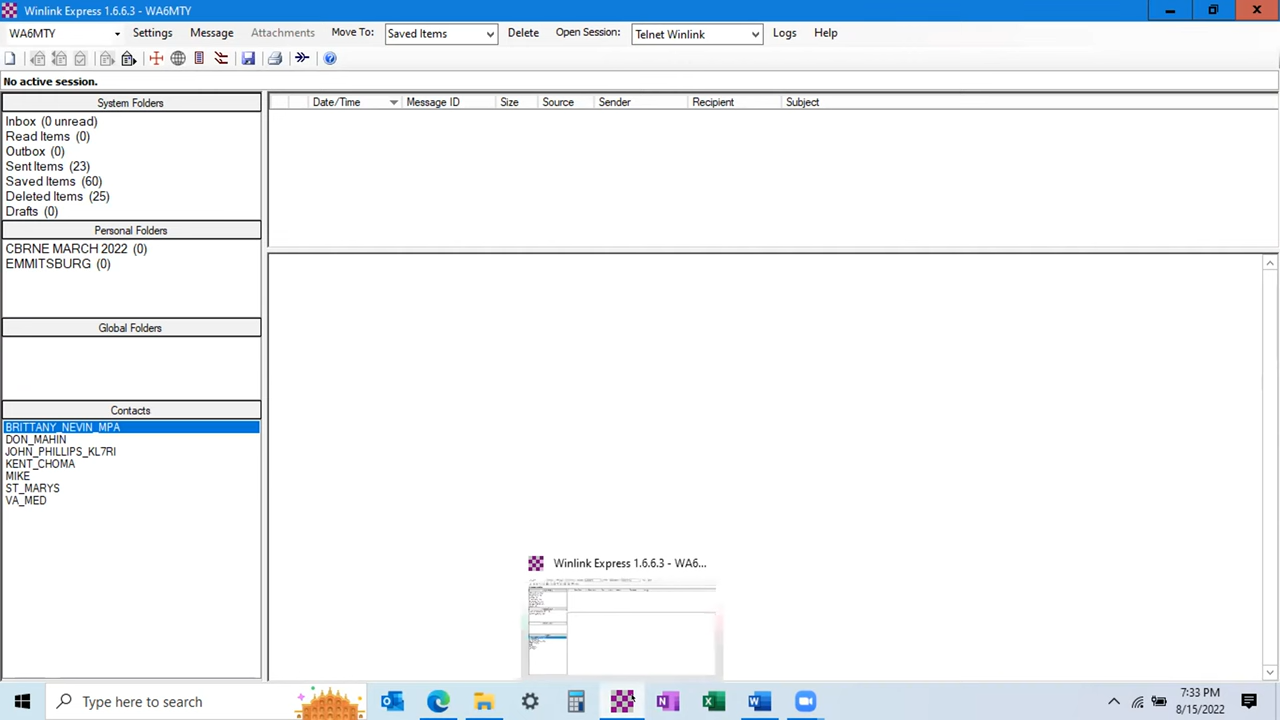 Winlink Express 1.6.6.3 - WA6MTY
WA6MTY Settings Message Attachments Move To: Saved Items Delete Open Session: Telnet Winlink Logs Help
No active session.
System Folders
Inbox (0 unread)
Read Items (0)
Outbox (0)
Sent Items (23)
Saved Items (60)
Deleted Items (25)
Drafts (0)
Personal Folders
CBRNE MARCH 2022 (0)
EMMITSBURG (0)
Global Folders
Contacts
BRITTANY_NEVIN_MPA
DON_MAHIN
JOHN_PHILLIPS_KL7RI
KENT_CHOMA
MIKE
ST_MARYS
VA_MED
Date/Time Message ID Size Source Sender Recipient Subject
Winlink Express 1.6.6.3 - WA6...
Type here to search
7:33 PM
8/15/2022